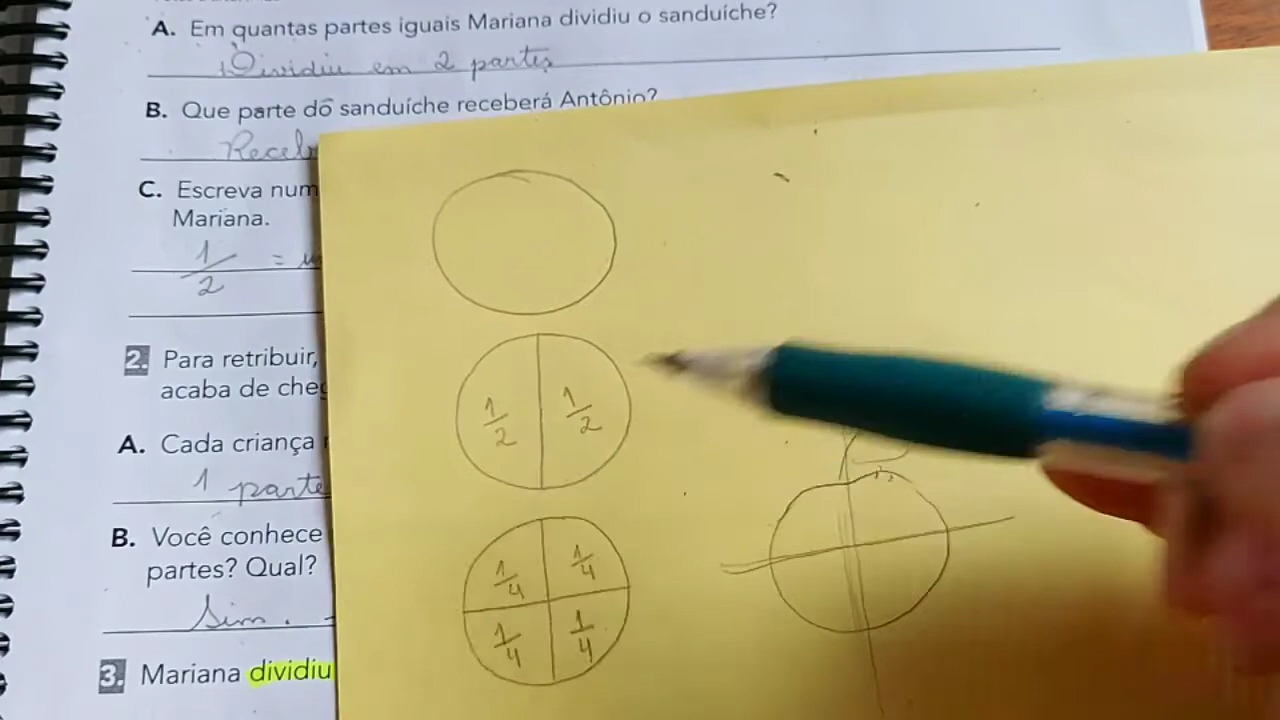 A. Em quantas partes iguais Mariana dividiu o sanduíche?
Dividiu em 2 partes
B. Que parte do sanduíche receberá Antônio?
C. Escreva num
Mariana.
1/2 =
2. Para retribuir,
acaba de che
A. Cada criança
1 parte
B. Você conhece
partes? Qual?
Sim.
3. Mariana dividiu
1/2 1/2
1/4 1/4
1/4 1/4